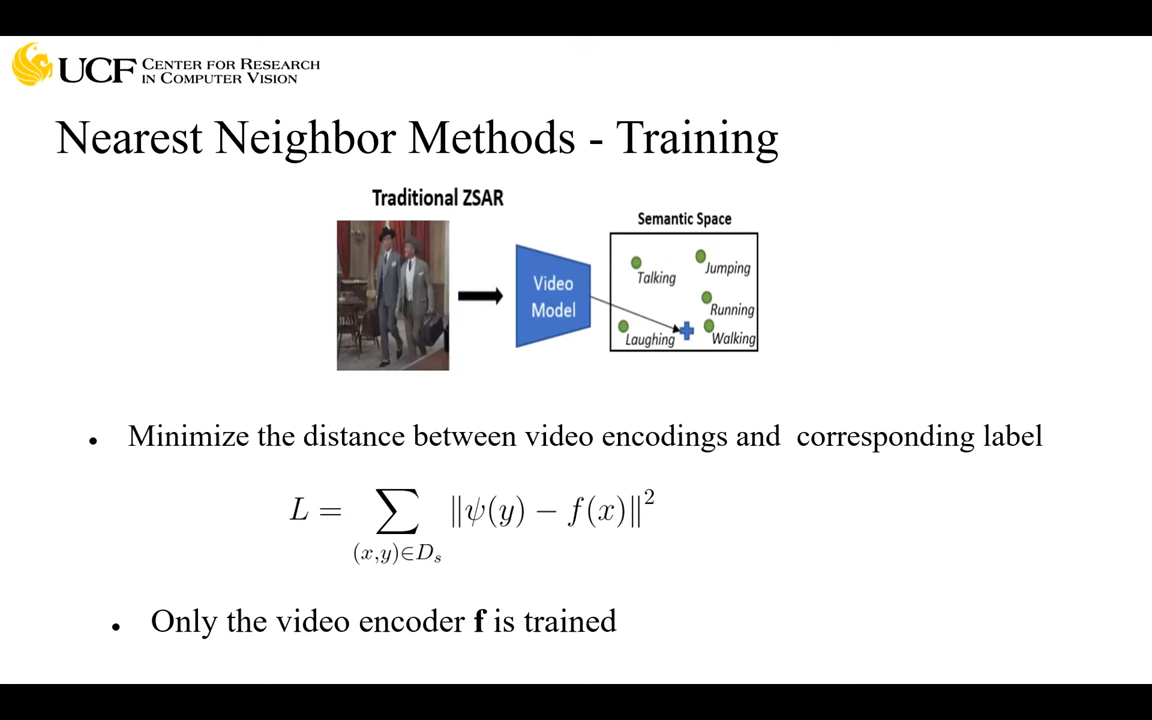 UCF CENTER FOR RESEARCH
IN COMPUTER VISION
Nearest Neighbor Methods - Training
Traditional ZSAR
Semantic Space
Video
Model
Talking
Jumping
Running
Laughing
Walking
• Minimize the distance between video encodings and corresponding label
L = ∑ ‖ψ(y) − f(x)‖²
(x,y)∈Dₛ
• Only the video encoder f is trained